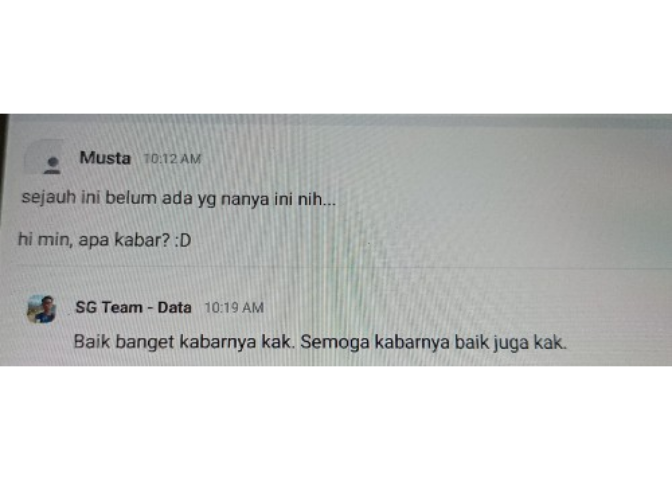 Musta 10:12 AM
sejauh ini belum ada yg nanya ini nih...
hi min, apa kabar? :D
SG Team - Data 10:19 AM
Baik banget kabarnya kak. Semoga kabarnya baik juga kak.